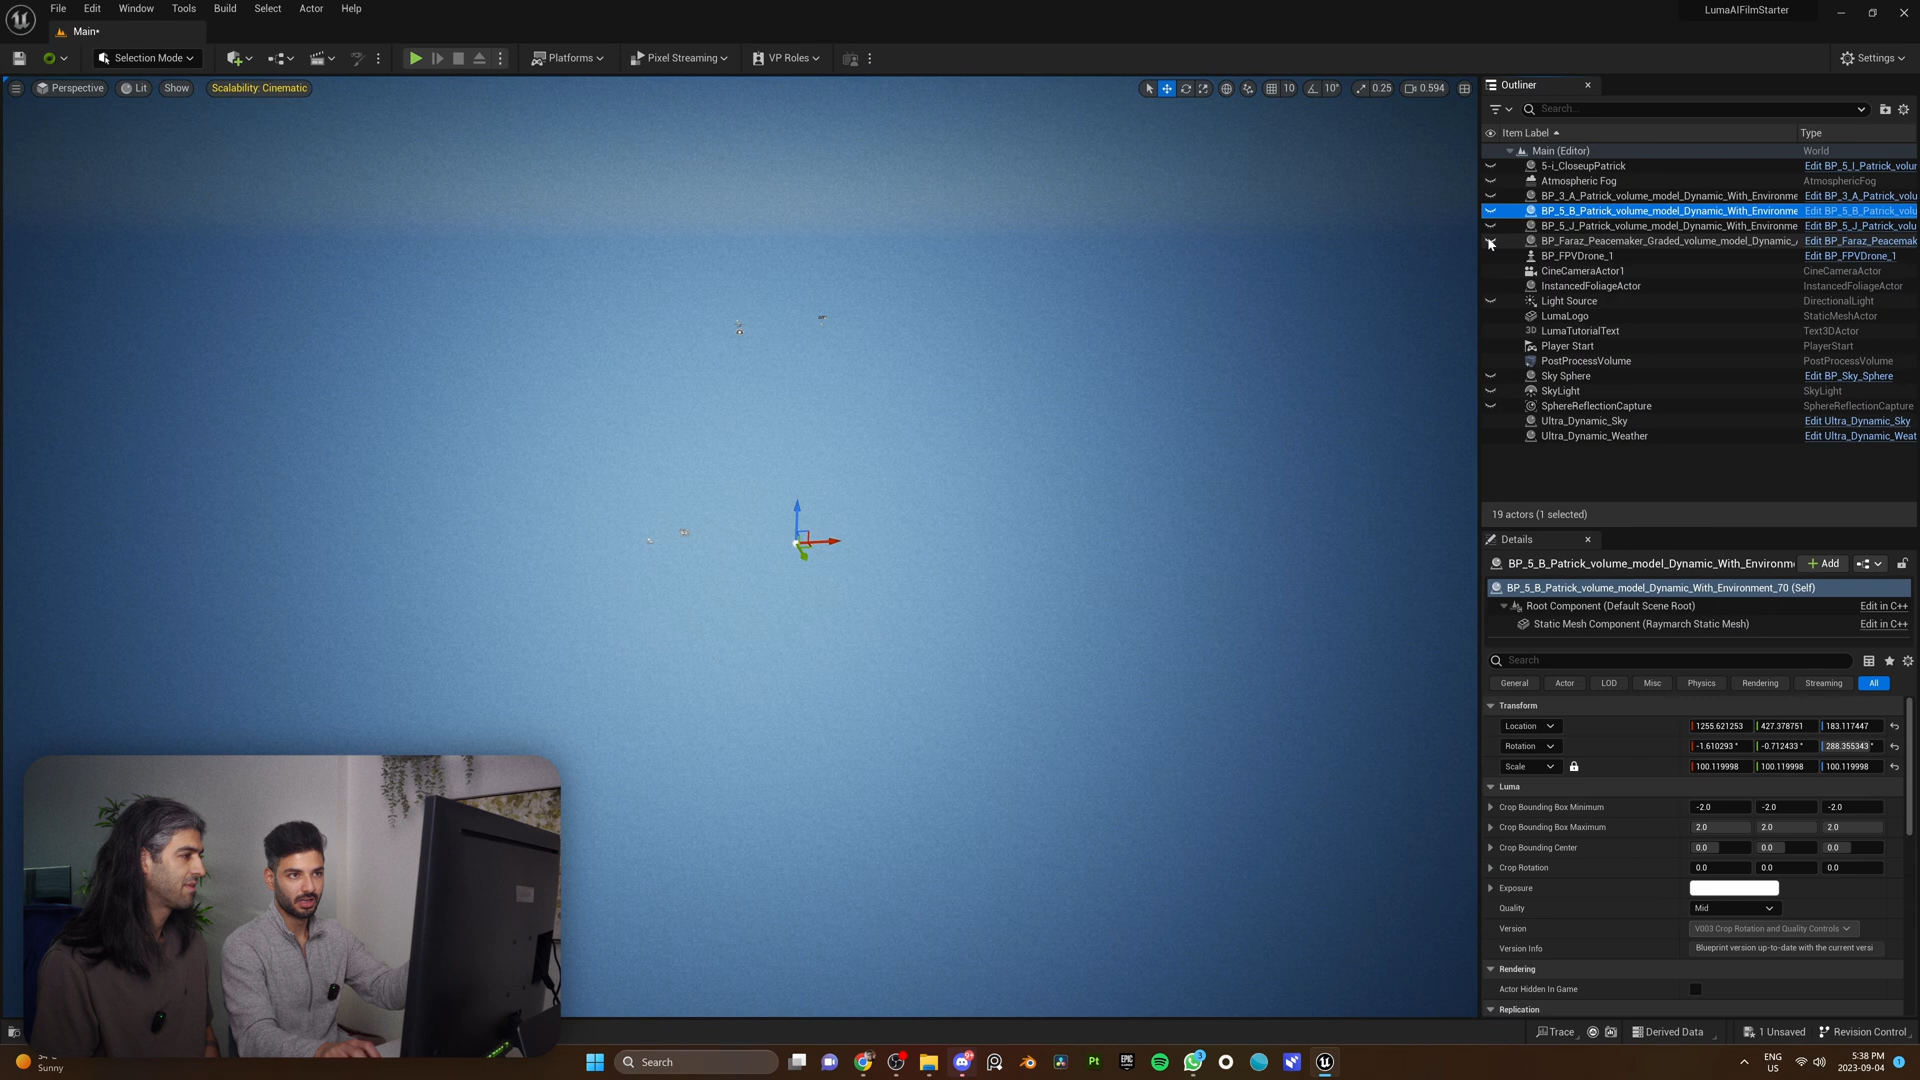 File Edit Window Tools Build Select Actor Help
LumaAIFilmStarter
Main*
Selection Mode
Platforms
Pixel Streaming
VP Roles
Settings
Perspective
Lit
Show
Scalability: Cinematic
10
10°
0.25
0.594
Outliner
Search...
Item Label
Type
Main (Editor) World
5-i_CloseupPatrick Edit BP_5_I_Patrick_volur
Atmospheric Fog AtmosphericFog
BP_3_A_Patrick_volume_model_Dynamic_With_Environme Edit BP_3_A_Patrick_volu
BP_5_B_Patrick_volume_model_Dynamic_With_Environme Edit BP_5_B_Patrick_volu
BP_5_J_Patrick_volume_model_Dynamic_With_Environme Edit BP_5_J_Patrick_volu
BP_Faraz_Peacemaker_Graded_volume_model_Dynamic_ Edit BP_Faraz_Peacemak
BP_FPVDrone_1 Edit BP_FPVDrone_1
CineCameraActor1 CineCameraActor
InstancedFoliageActor InstancedFoliageActor
Light Source DirectionalLight
LumaLogo StaticMeshActor
3D LumaTutorialText Text3DActor
Player Start PlayerStart
PostProcessVolume PostProcessVolume
Sky Sphere Edit BP_Sky_Sphere
SkyLight SkyLight
SphereReflectionCapture SphereReflectionCapture
Ultra_Dynamic_Sky Edit Ultra_Dynamic_Sky
Ultra_Dynamic_Weather Edit Ultra_Dynamic_Weat
19 actors (1 selected)
Details
BP_5_B_Patrick_volume_model_Dynamic_With_Environm
Add
BP_5_B_Patrick_volume_model_Dynamic_With_Environment_70 (Self)
Root Component (Default Scene Root) Edit in C++
Static Mesh Component (Raymarch Static Mesh) Edit in C++
Search
General Actor LOD Misc Physics Rendering Streaming All
Transform
Location 1255.621253 427.378751 183.117447
Rotation -1.610293 ° -0.712433 ° 288.355343 °
Scale 100.119998 100.119998 100.119998
Luma
Crop Bounding Box Minimum -2.0 -2.0 -2.0
Crop Bounding Box Maximum 2.0 2.0 2.0
Crop Bounding Center 0.0 0.0 0.0
Crop Rotation 0.0 0.0 0.0
Exposure
Quality Mid
Version V003 Crop Rotation and Quality Controls
Version Info Blueprint version up-to-date with the current versi
Rendering
Actor Hidden In Game
Replication
Trace
Derived Data
1 Unsaved
Revision Control
Sunny
Search
Pt
EPIC
GAMES
9+
3
ENG
US
5:38 PM
2023-09-04
1